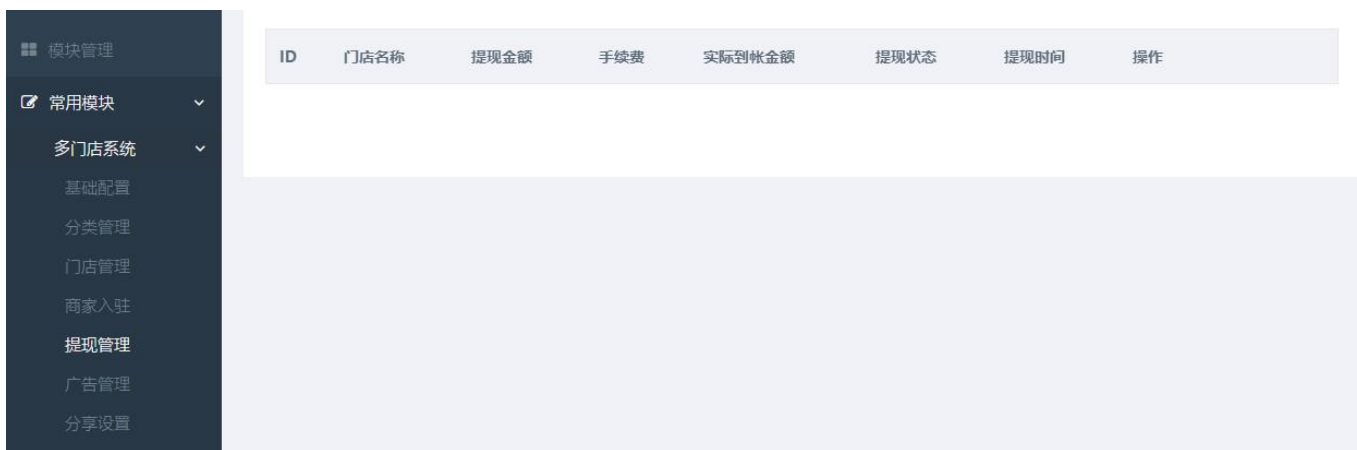 模块管理
常用模块
多门店系统
基础配置
分类管理
门店管理
商家入驻
提现管理
广告管理
分享设置
ID 门店名称 提现金额 手续费 实际到帐金额 提现状态 提现时间 操作